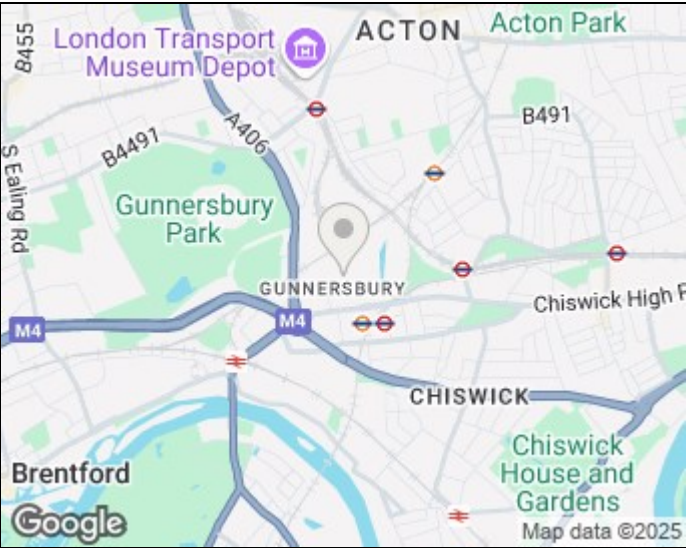 B455
London Transport
Museum Depot
ACTON
Acton Park
B491
A406
B4491
S Ealing Rd
Gunnersbury
Park
GUNNERSBURY
Chiswick High R
M4
M4
CHISWICK
Chiswick
House and
Gardens
Brentford
Google
Map data ©2025